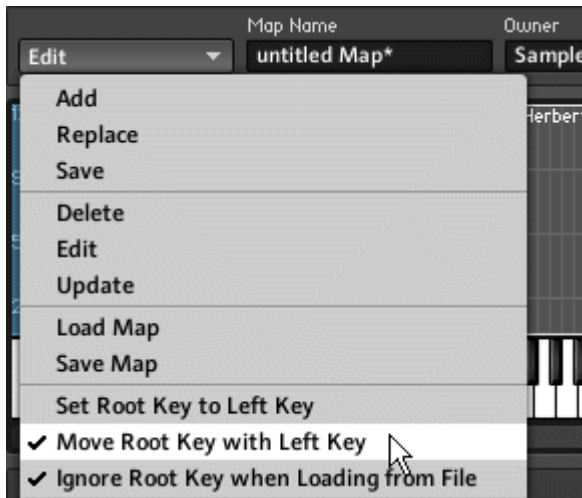 Map Name Owner
Edit untitled Map* Sample
Herber
Add
Replace
Save
Delete
Edit
Update
Load Map
Save Map
Set Root Key to Left Key
✔ Move Root Key with Left Key
✔ Ignore Root Key when Loading from File